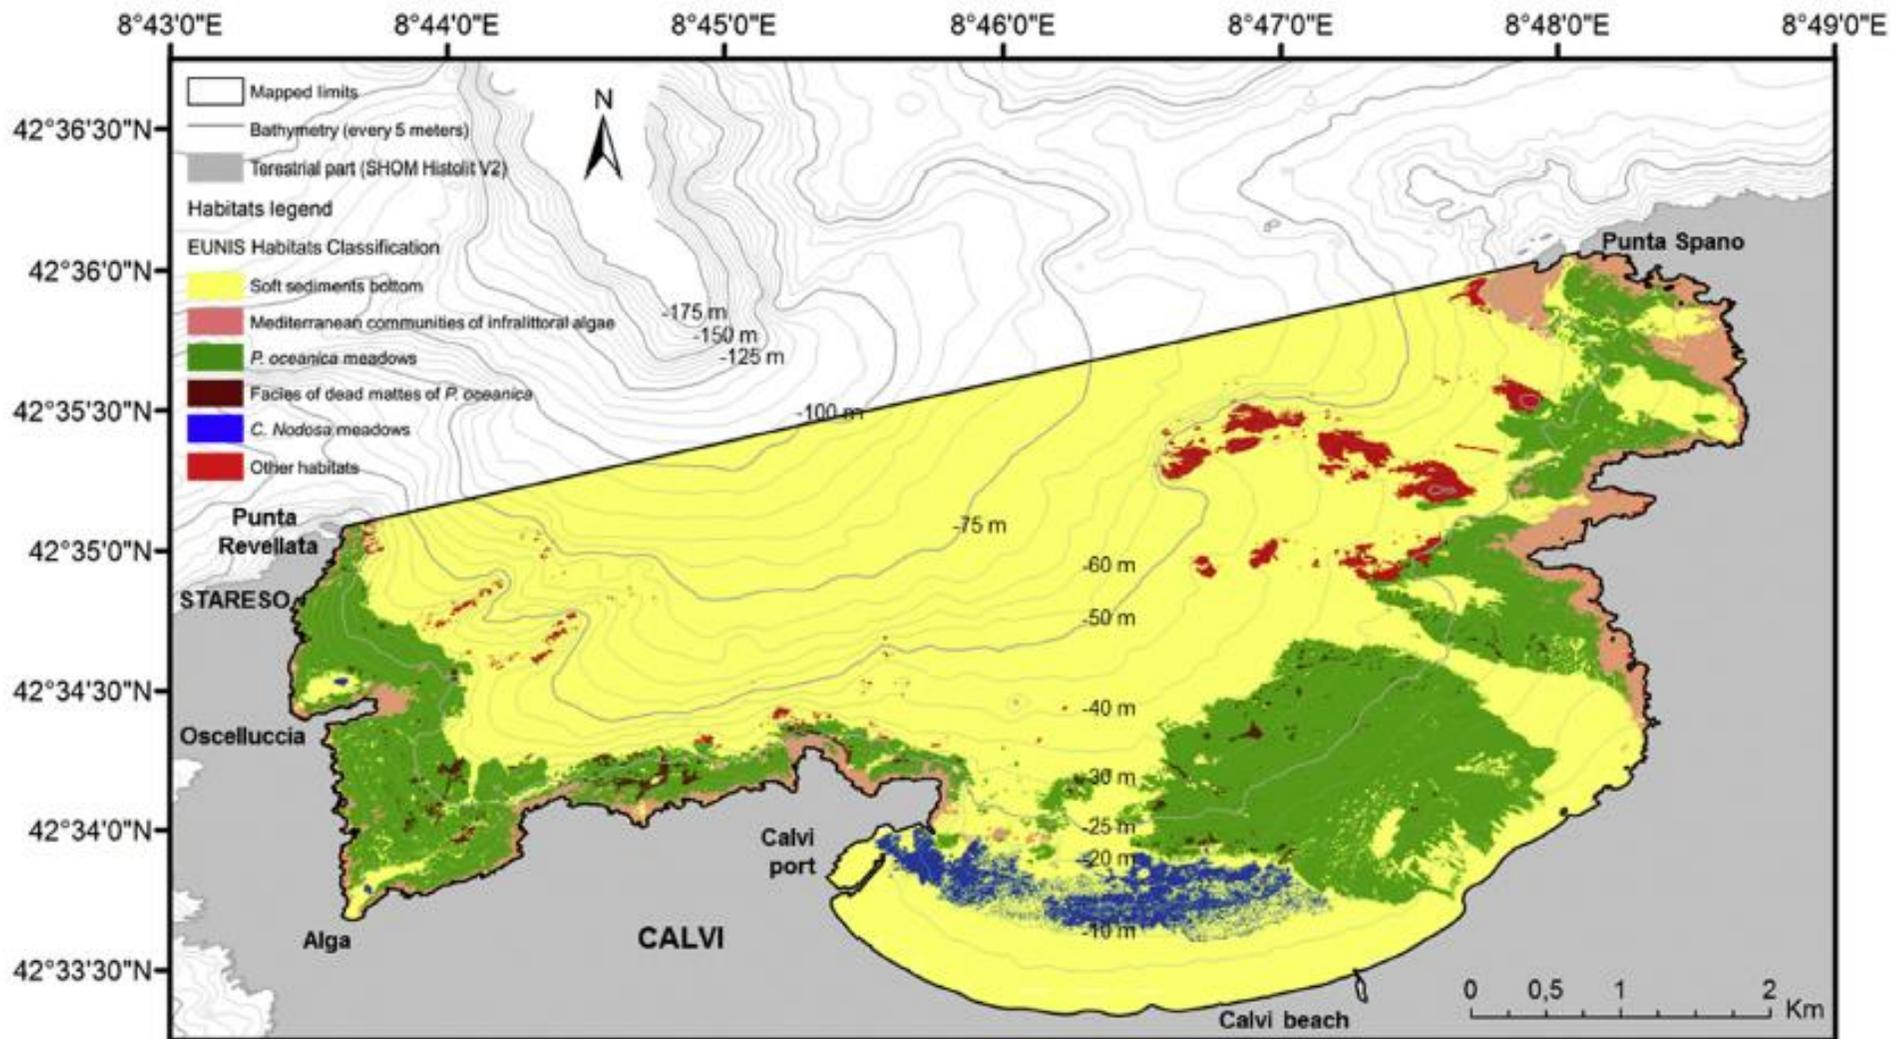 8°43'0"E 8°44'0"E 8°45'0"E 8°46'0"E 8°47'0"E 8°48'0"E 8°49'0"E
Mapped limits
Bathymetry (every 5 meters)
Terestrial part (SHOM Histolit V2)
Habitats legend
EUNIS Habitats Classification
Soft sediments bottom
Mediterranean communities of infralittoral algae
P. oceanica meadows
Facies of dead mattes of P. oceanica
C. Nodosa meadows
Other habitats
N
42°36'30"N
42°36'0"N
42°35'30"N
42°35'0"N
42°34'30"N
42°34'0"N
42°33'30"N
Punta Spano
-175 m
-150 m
-125 m
-100 m
-75 m
-60 m
-50 m
-40 m
-30 m
-25 m
-20 m
-10 m
Punta
Revellata
STARESO
Oscelluccia
Alga
Calvi
port
CALVI
Calvi beach
0 0,5 1 2 Km